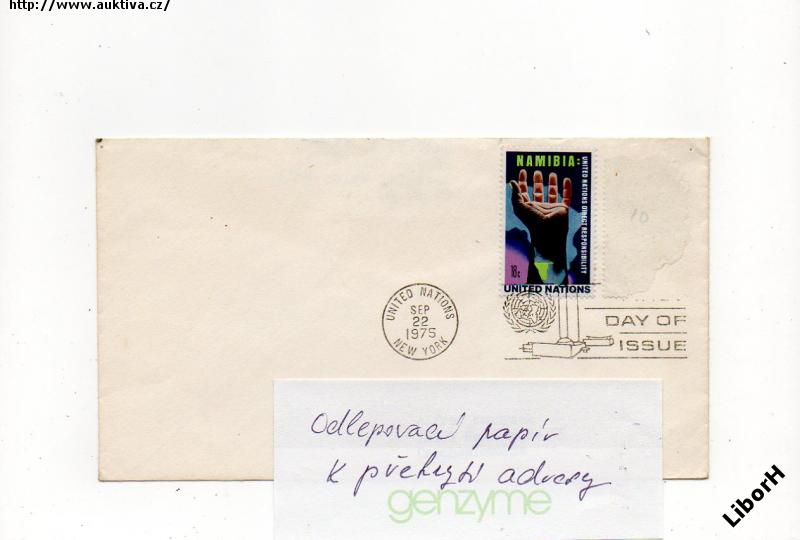 http://www.auktiva.cz/
NAMIBIA:
UNITED NATIONS DIRECT RESPONSIBILITY
10
18c
UNITED NATIONS
UNITED NATIONS
SEP
22
1975
NEW YORK
DAY OF
ISSUE
Odlepovací papír
K překrytí adresy
genzyme
LiborH